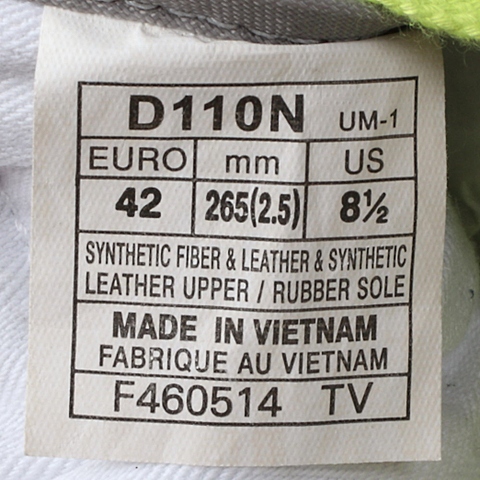 D110N UM-1
EURO mm US
42 265(2.5) 8½
SYNTHETIC FIBER & LEATHER & SYNTHETIC
LEATHER UPPER / RUBBER SOLE
MADE IN VIETNAM
FABRIQUE AU VIETNAM
F460514 TV